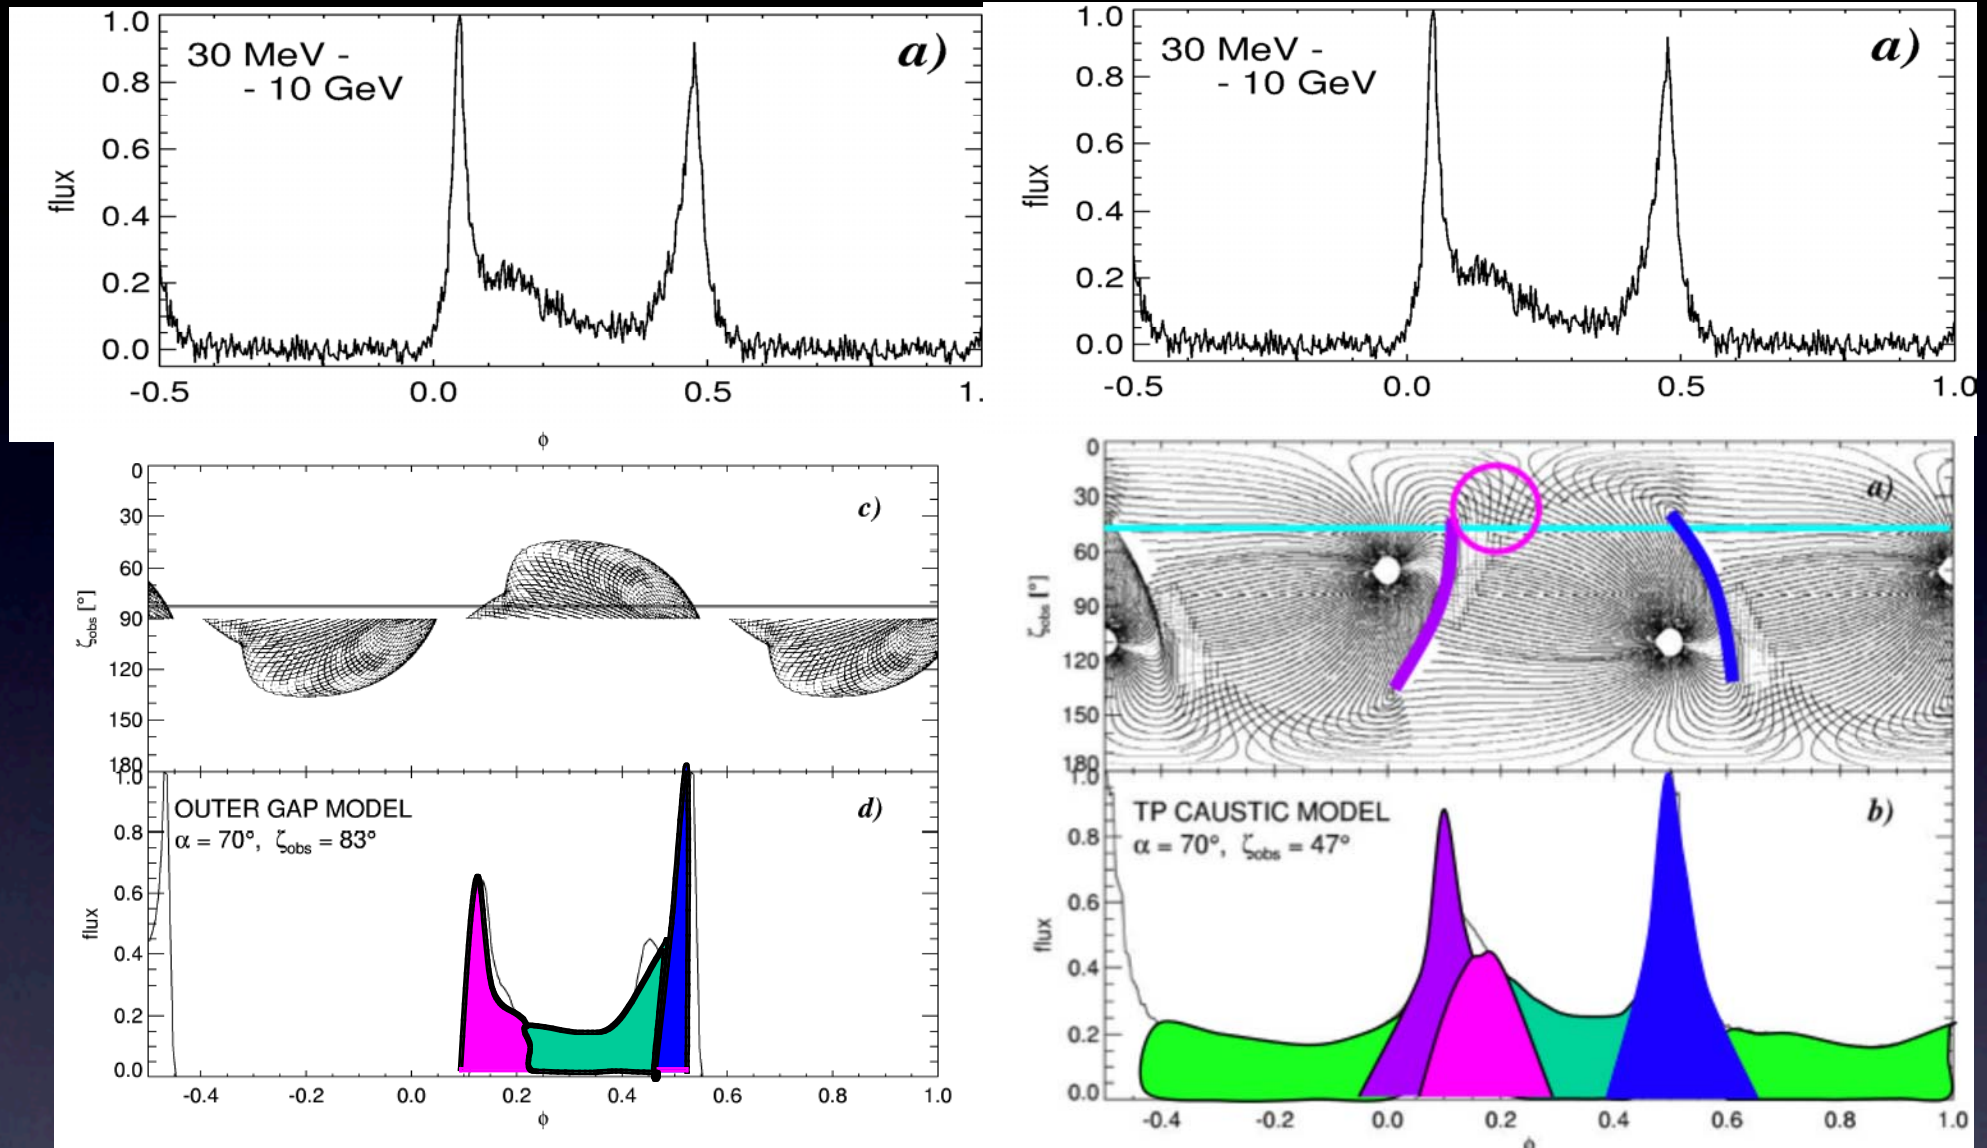 1.0
30 MeV -
- 10 GeV
a)
0.8
0.6
flux
0.4
0.2
0.0
-0.5 0.0 0.5 1.
ϕ
1.0
30 MeV -
- 10 GeV
a)
0.8
0.6
flux
0.4
0.2
0.0
-0.5 0.0 0.5 1.0
0
30
60
90
120
150
180
ζobs [°]
c)
1.0
0.8
0.6
0.4
0.2
0.0
flux
OUTER GAP MODEL
α = 70°, ζobs = 83°
d)
-0.4 -0.2 0.0 0.2 0.4 0.6 0.8 1.0
ϕ
0
30
60
90
120
150
180
ζobs [°]
a)
1.0
0.8
0.6
0.4
0.2
0.0
flux
TP CAUSTIC MODEL
α = 70°, ζobs = 47°
b)
-0.4 -0.2 0.0 0.2 0.4 0.6 0.8 1.0
ϕ